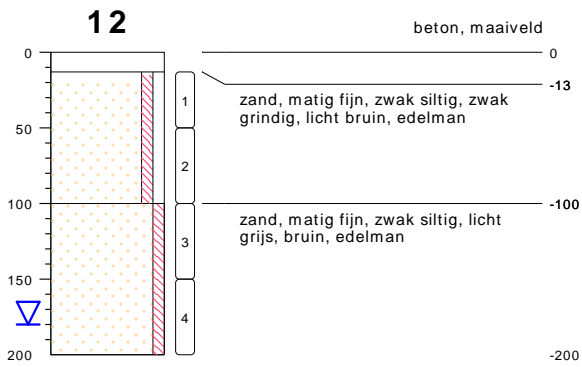 12
beton, maaiveld
0
0
-13
1
zand, matig fijn, zwak siltig, zwak
grindig, licht bruin, edelman
50
2
100
-100
zand, matig fijn, zwak siltig, licht
grijs, bruin, edelman
3
150
4
200
-200